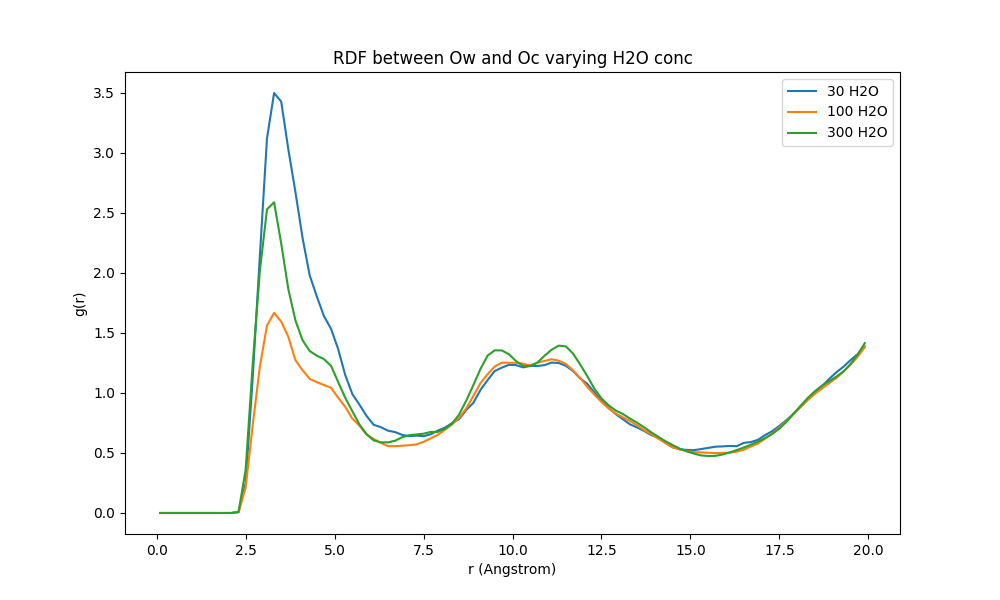 RDF between Ow and Oc varying H2O conc
30 H2O
100 H2O
300 H2O
3.5
3.0
2.5
2.0
1.5
1.0
0.5
0.0
g(r)
0.0 2.5 5.0 7.5 10.0 12.5 15.0 17.5 20.0
r (Angstrom)